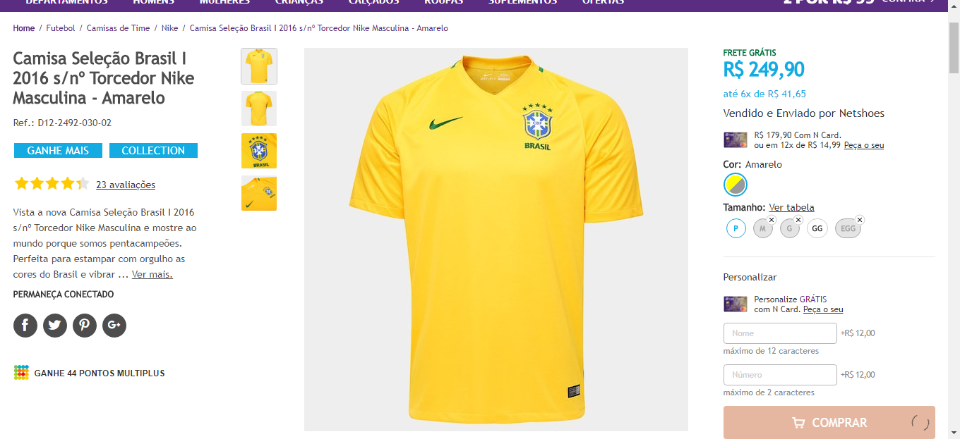 DEPARTAMENTOS HOMENS MULHERES CRIANÇAS CALÇADOS ROUPAS SUPLEMENTOS OFERTAS
2 POR R$ 99 CONFIRA >
Home / Futebol / Camisas de Time / Nike / Camisa Seleção Brasil I 2016 s/nº Torcedor Nike Masculina - Amarelo
Camisa Seleção Brasil I
2016 s/nº Torcedor Nike
Masculina - Amarelo
Ref.: D12-2492-030-02
GANHE MAIS COLLECTION
23 avaliações
Vista a nova Camisa Seleção Brasil I 2016
s/nº Torcedor Nike Masculina e mostre ao
mundo porque somos pentacampeões.
Perfeita para estampar com orgulho as
cores do Brasil e vibrar ... Ver mais.
PERMANEÇA CONECTADO
GANHE 44 PONTOS MULTIPLUS
BRASIL
FRETE GRÁTIS
R$ 249,90
até 6x de R$ 41,65
Vendido e Enviado por Netshoes
R$ 179,90 Com N Card.
ou em 12x de R$ 14,99 Peça o seu
Cor: Amarelo
Tamanho: Ver tabela
P M G GG EGG
Personalizar
Personalize GRÁTIS
com N Card. Peça o seu
Nome +R$ 12,00
máximo de 12 caracteres
Número +R$ 12,00
máximo de 2 caracteres
COMPRAR